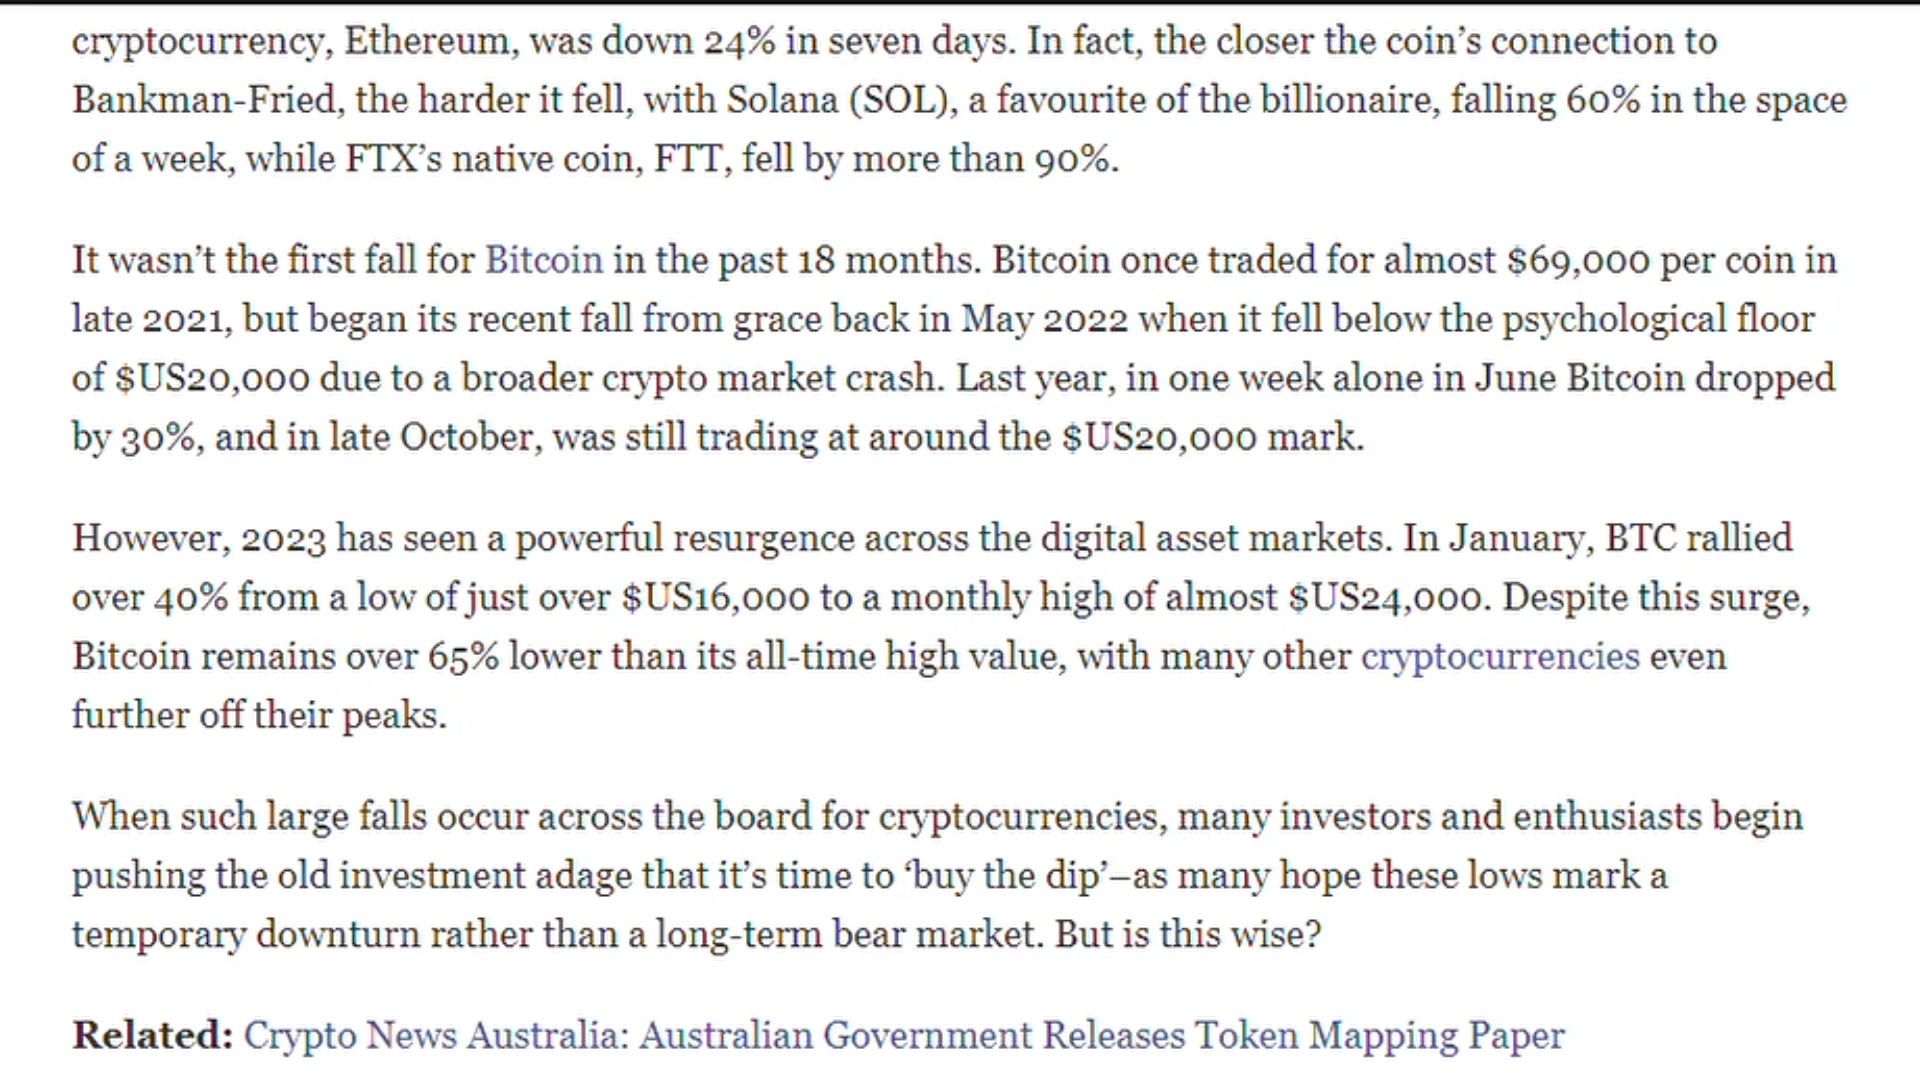 cryptocurrency, Ethereum, was down 24% in seven days. In fact, the closer the coin’s connection to
Bankman-Fried, the harder it fell, with Solana (SOL), a favourite of the billionaire, falling 60% in the space
of a week, while FTX’s native coin, FTT, fell by more than 90%.
It wasn’t the first fall for Bitcoin in the past 18 months. Bitcoin once traded for almost $69,000 per coin in
late 2021, but began its recent fall from grace back in May 2022 when it fell below the psychological floor
of $US20,000 due to a broader crypto market crash. Last year, in one week alone in June Bitcoin dropped
by 30%, and in late October, was still trading at around the $US20,000 mark.
However, 2023 has seen a powerful resurgence across the digital asset markets. In January, BTC rallied
over 40% from a low of just over $US16,000 to a monthly high of almost $US24,000. Despite this surge,
Bitcoin remains over 65% lower than its all-time high value, with many other cryptocurrencies even
further off their peaks.
When such large falls occur across the board for cryptocurrencies, many investors and enthusiasts begin
pushing the old investment adage that it’s time to ‘buy the dip’–as many hope these lows mark a
temporary downturn rather than a long-term bear market. But is this wise?
Related: Crypto News Australia: Australian Government Releases Token Mapping Paper